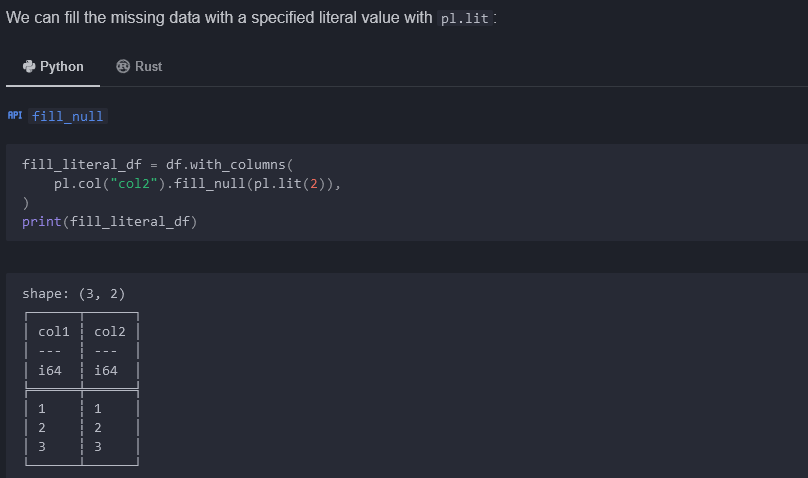 We can fill the missing data with a specified literal value with pl.lit:
Python
Rust
API fill_null
fill_literal_df = df.with_columns(
    pl.col("col2").fill_null(pl.lit(2)),
)
print(fill_literal_df)
shape: (3, 2)
┌──────┬──────┐
│ col1 ┆ col2 │
│ ---  ┆ ---  │
│ i64  ┆ i64  │
╞══════╪══════╡
│ 1    ┆ 1    │
│ 2    ┆ 2    │
│ 3    ┆ 3    │
└──────┴──────┘